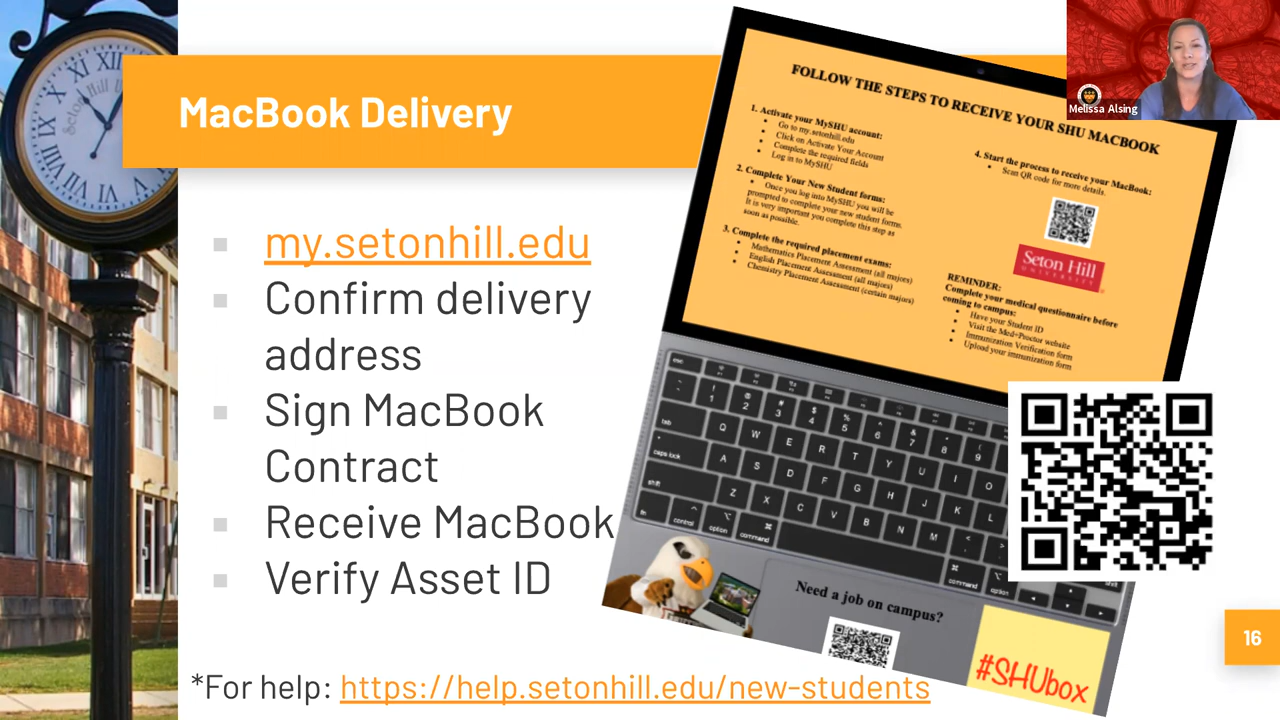 MacBook Delivery
my.setonhill.edu
Confirm delivery
address
Sign MacBook
Contract
Receive MacBook
Verify Asset ID
*For help: https://help.setonhill.edu/new-students
FOLLOW THE STEPS TO RECEIVE YOUR SHU MACBOOK
1. Activate your MySHU account:
Go to my.setonhill.edu
Click on Activate Your Account
Complete the required fields
Log in to MySHU
2. Complete Your New Student forms:
Once you log into MySHU you will be
prompted to complete your new student forms.
It is very important you complete this step as
soon as possible.
3. Complete the required placement exams:
Mathematics Placement Assessment (all majors)
English Placement Assessment (all majors)
Chemistry Placement Assessment (certain majors)
4. Start the process to receive your MacBook:
Scan QR code for more details.
Seton Hill
UNIVERSITY
REMINDER:
Complete your medical questionnaire before
coming to campus:
Have your Student ID
Visit the Med+Proctor website
Immunization Verification form
Upload your immunization form
Need a job on campus?
#SHUbox
Melissa Alsing
16